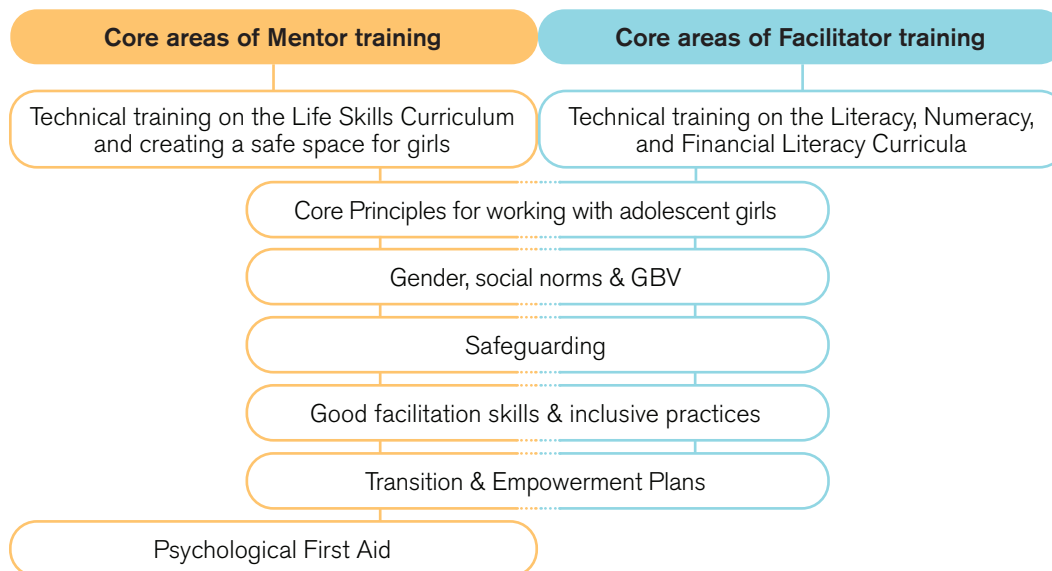 Core areas of Mentor training
Core areas of Facilitator training
Technical training on the Life Skills Curriculum
and creating a safe space for girls
Technical training on the Literacy, Numeracy,
and Financial Literacy Curricula
Core Principles for working with adolescent girls
Gender, social norms & GBV
Safeguarding
Good facilitation skills & inclusive practices
Transition & Empowerment Plans
Psychological First Aid